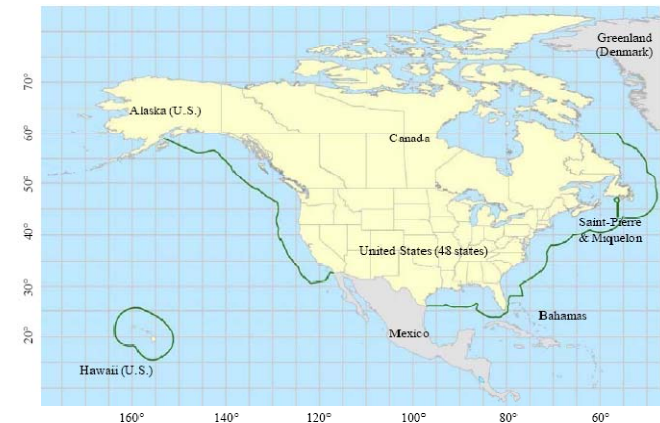 Greenland
(Denmark)
70°
Alaska (U.S.)
60°
Canada
50°
Saint-Pierre
& Miquelon
40°
United States (48 states)
30°
Bahamas
Mexico
20°
Hawaii (U.S.)
160° 140° 120° 100° 80° 60°